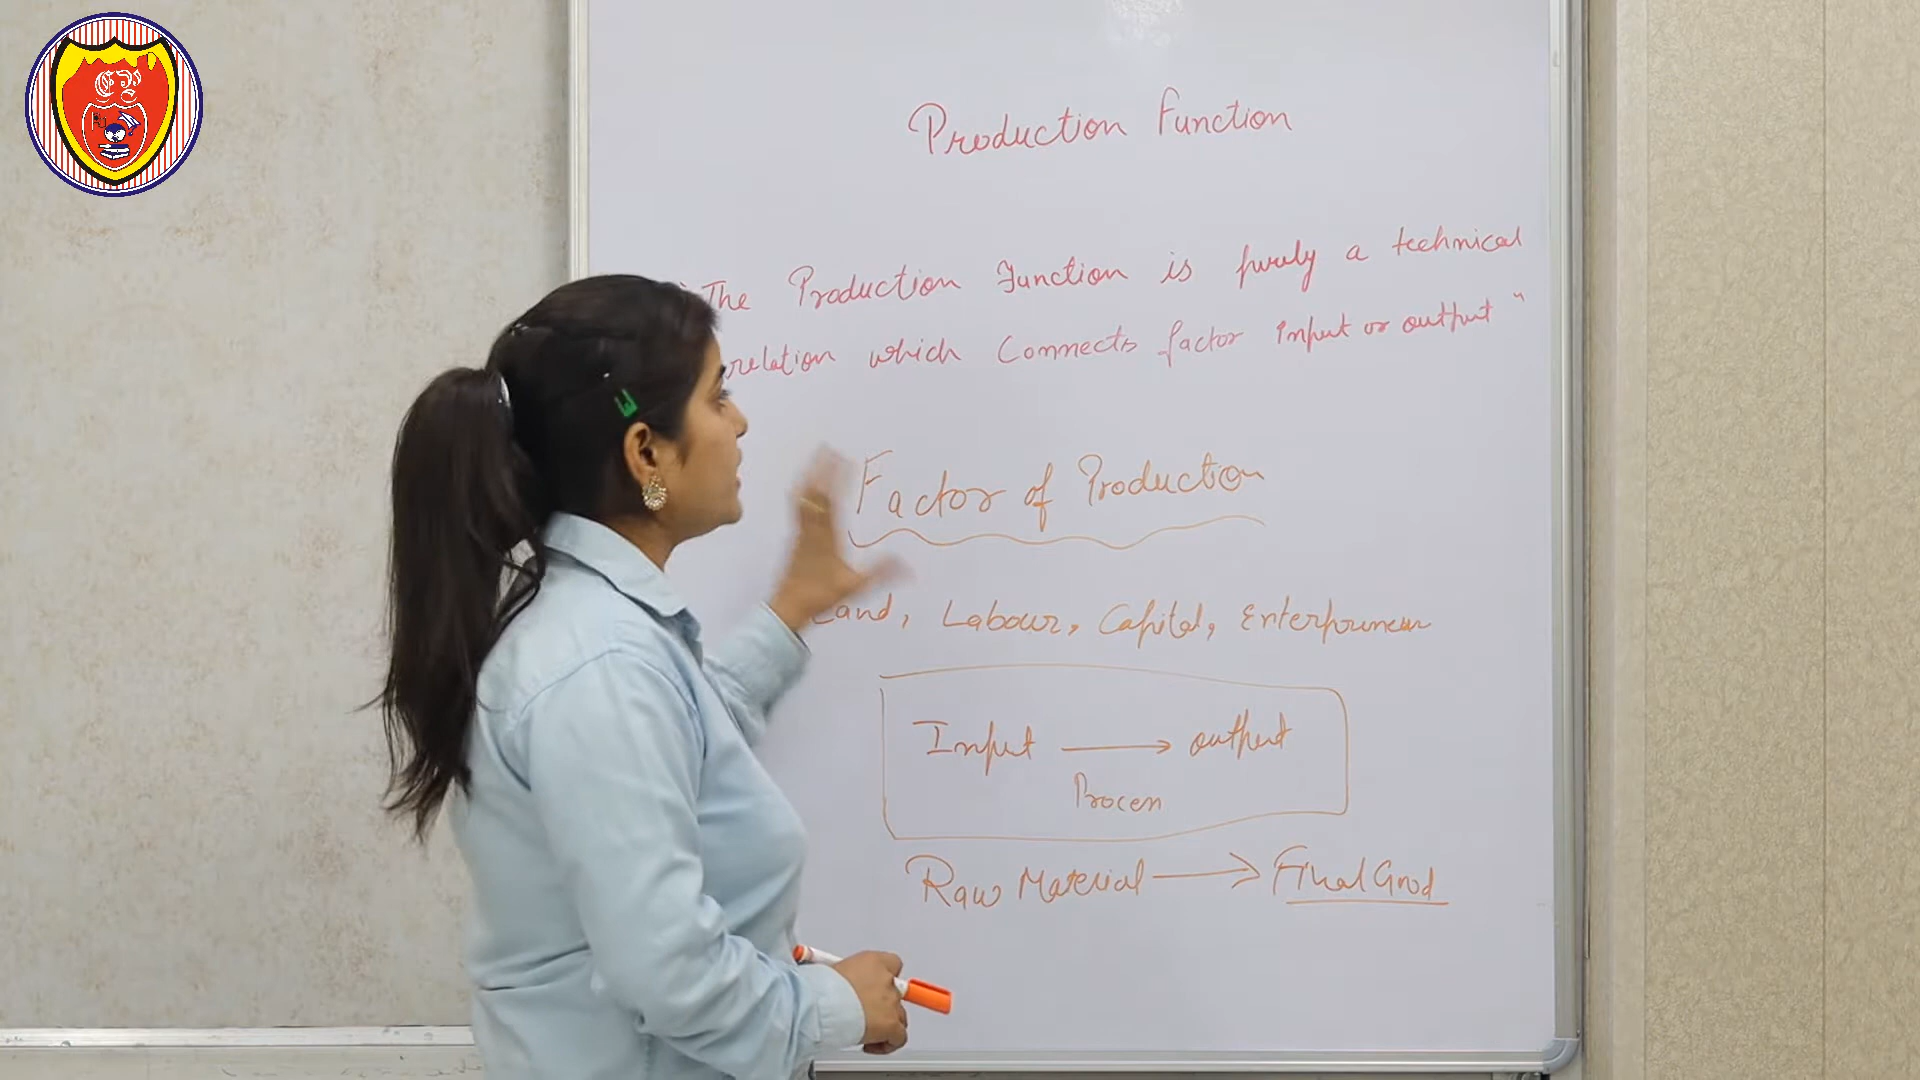 Production Function
"The Production Function is purely a technical
relation which Connects factor Input or output"
Factor of Production
Land, Labour, Capital, Enterpruneur
Input → output
Process
Raw Material → Final Good